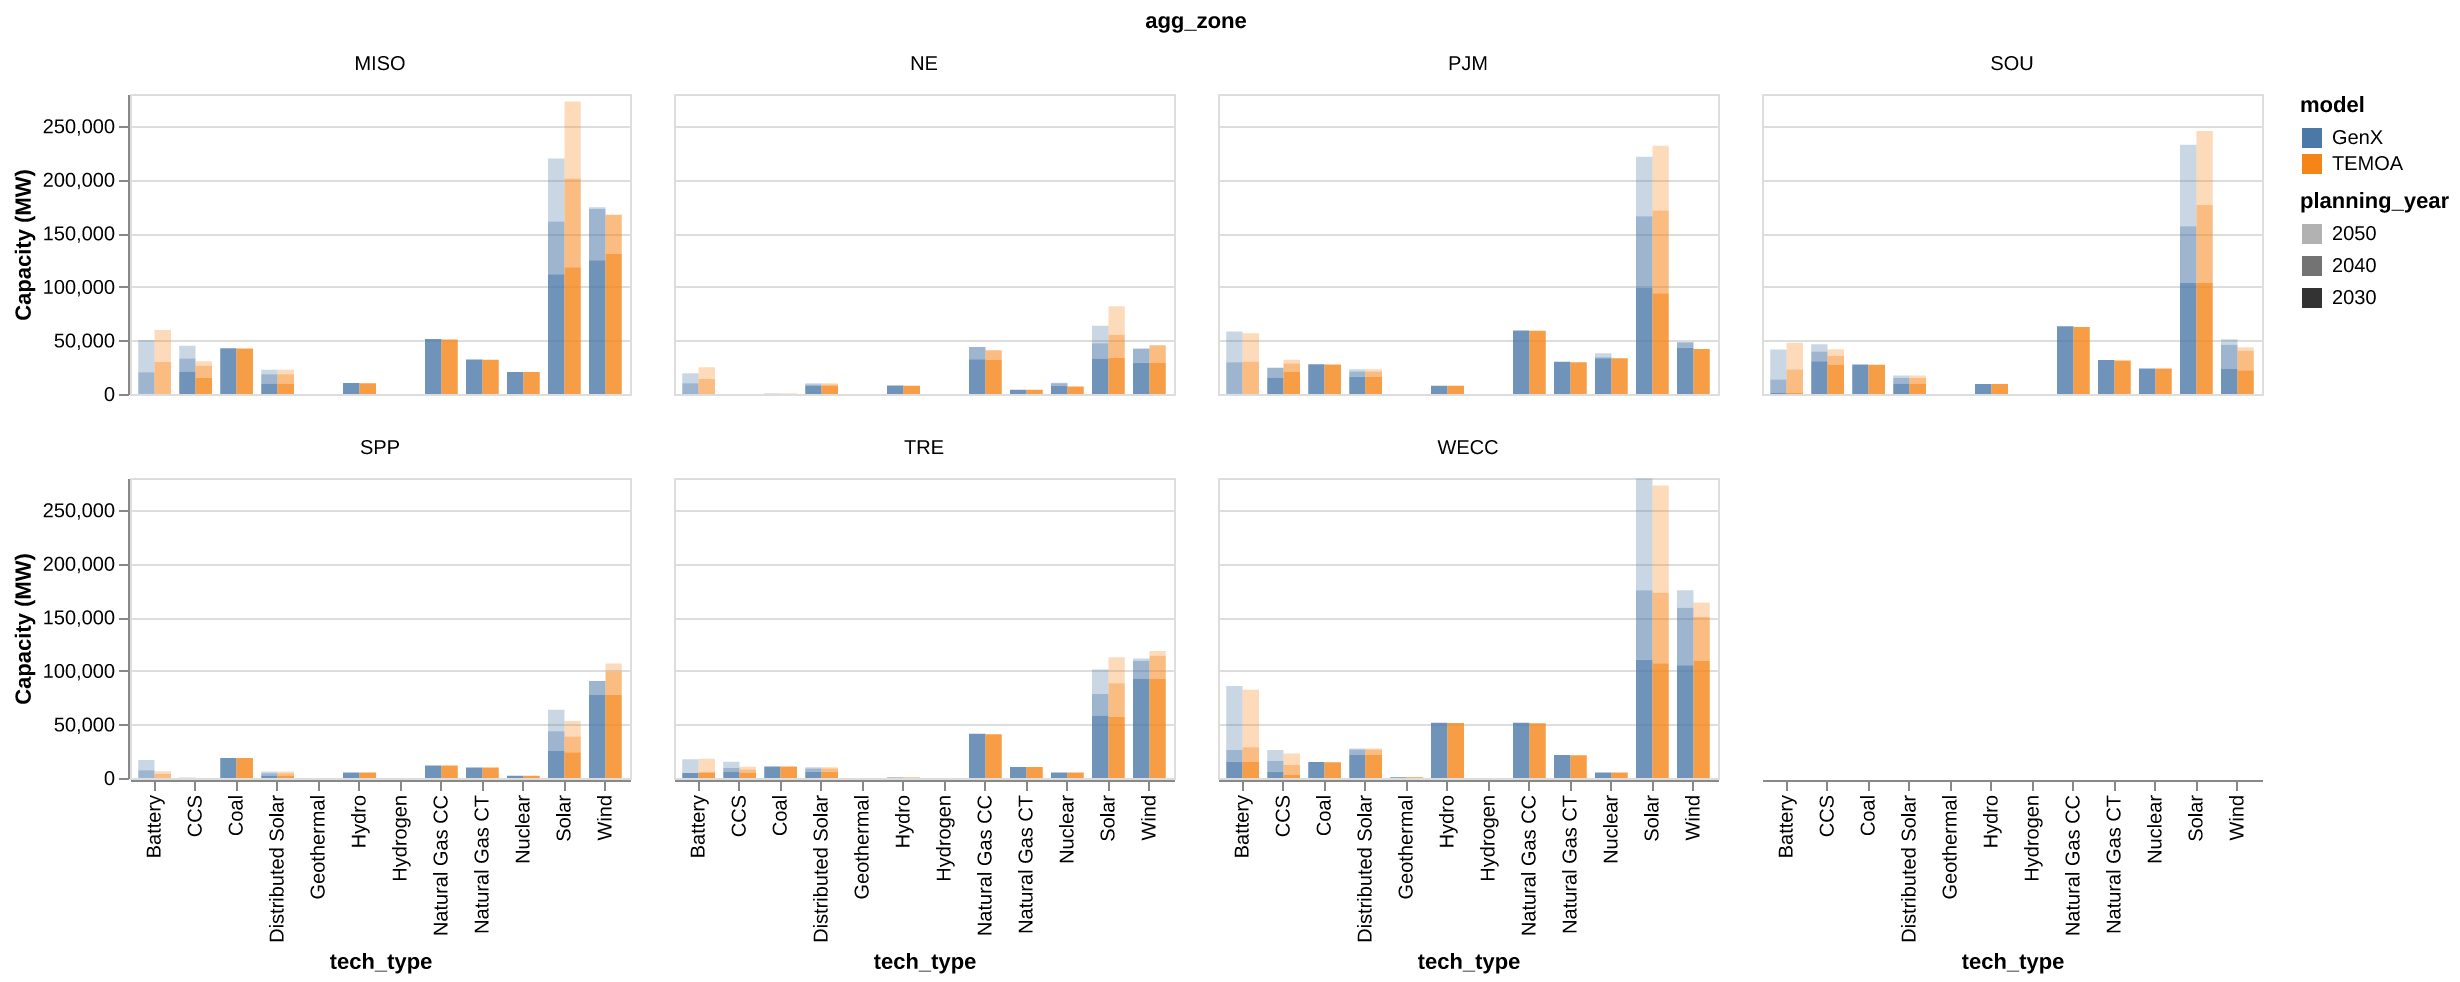 agg_zone
MISO
NE
PJM
SOU
Capacity (MW)
250,000
200,000
150,000
100,000
50,000
0
model
GenX
TEMOA
planning_year
2050
2040
2030
SPP
TRE
WECC
Capacity (MW)
250,000
200,000
150,000
100,000
50,000
0
Battery
CCS
Coal
Distributed Solar
Geothermal
Hydro
Hydrogen
Natural Gas CC
Natural Gas CT
Nuclear
Solar
Wind
tech_type
Battery
CCS
Coal
Distributed Solar
Geothermal
Hydro
Hydrogen
Natural Gas CC
Natural Gas CT
Nuclear
Solar
Wind
tech_type
Battery
CCS
Coal
Distributed Solar
Geothermal
Hydro
Hydrogen
Natural Gas CC
Natural Gas CT
Nuclear
Solar
Wind
tech_type
Battery
CCS
Coal
Distributed Solar
Geothermal
Hydro
Hydrogen
Natural Gas CC
Natural Gas CT
Nuclear
Solar
Wind
tech_type